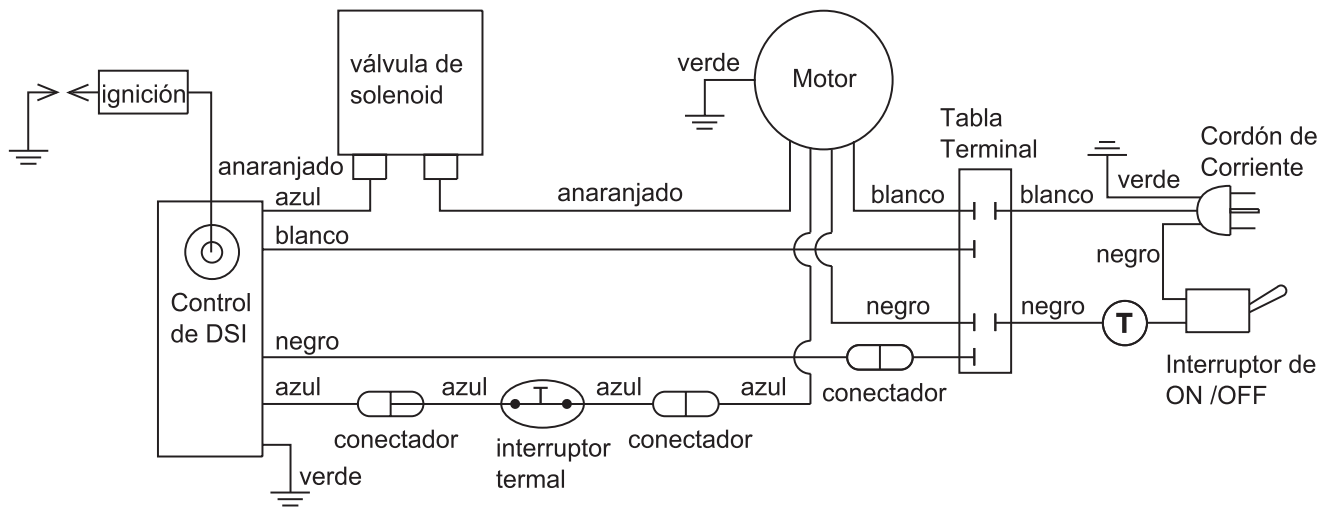 ignición
válvula de
solenoid
verde
Motor
Tabla
Terminal
Cordón de
Corriente
anaranjado
azul
anaranjado
blanco
blanco
verde
blanco
negro
Control
de DSI
negro
negro
T
negro
conectador
Interruptor de
ON /OFF
azul
azul
T
azul
azul
conectador
interruptor
termal
conectador
verde